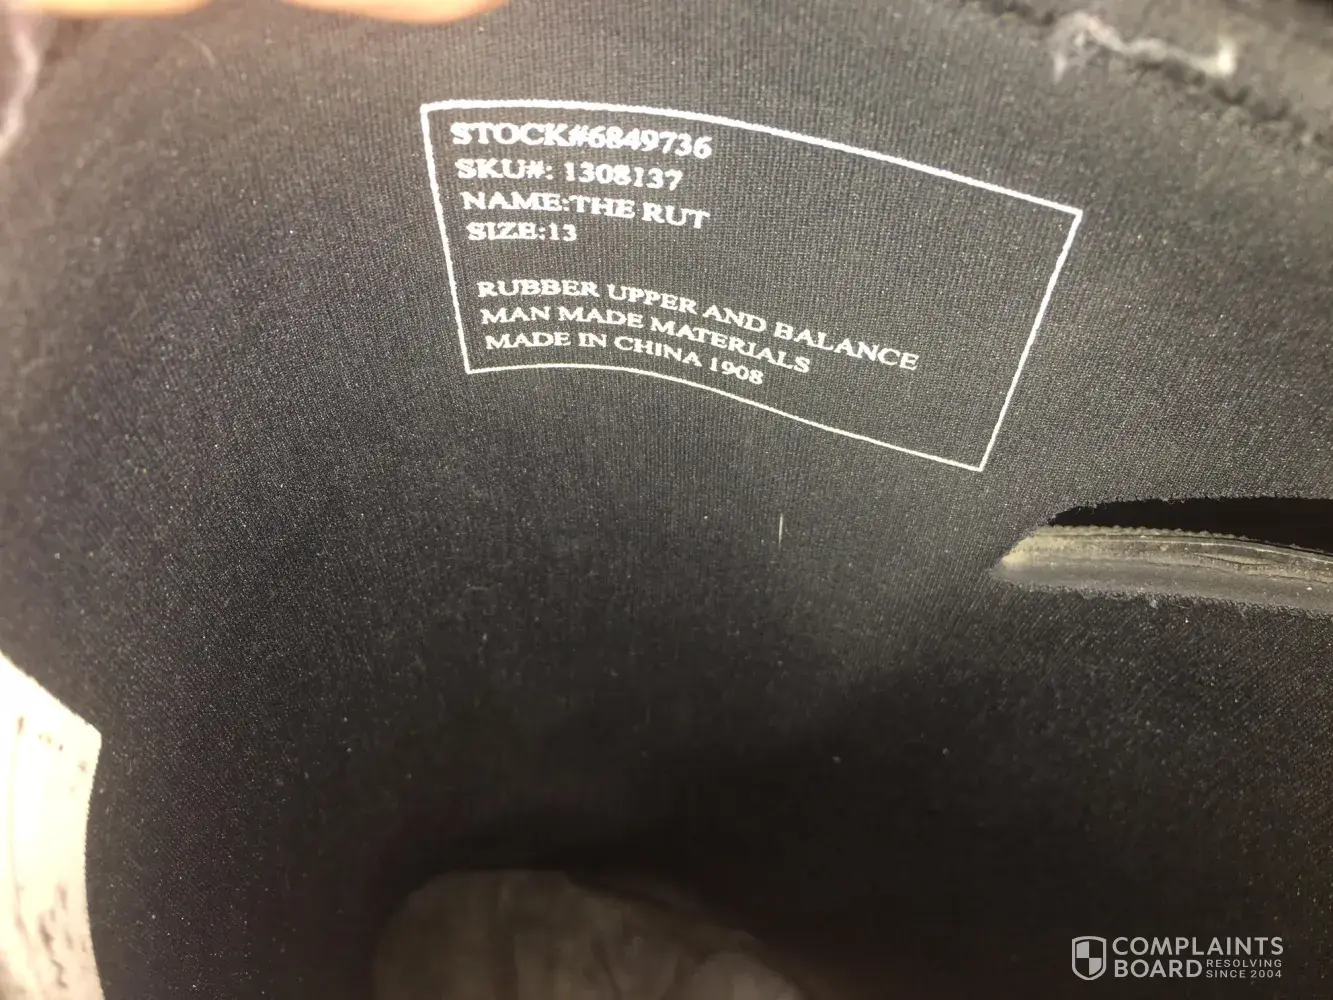 STOCK#6849736
SKU#: 1308137
NAME:THE RUT
SIZE:13
RUBBER UPPER AND BALANCE
MAN MADE MATERIALS
MADE IN CHINA 1908
COMPLAINTS
BOARD RESOLVING
SINCE 2004